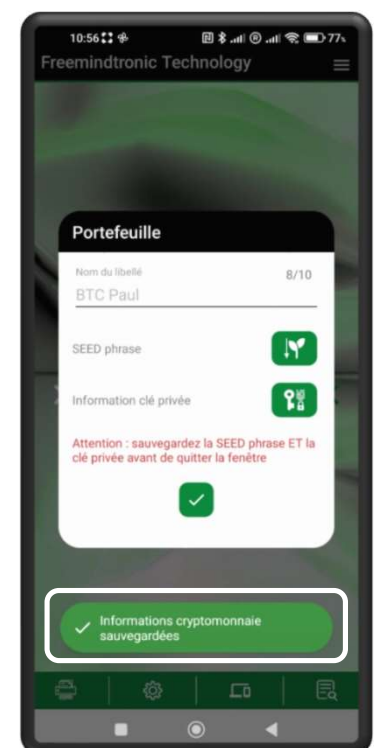 10:56 77%
Freemindtronic Technology
Portefeuille
Nom du libellé 8/10
BTC Paul
SEED phrase
Information clé privée
Attention : sauvegardez la SEED phrase ET la
clé privée avant de quitter la fenêtre
Informations cryptomonnaie
sauvegardées